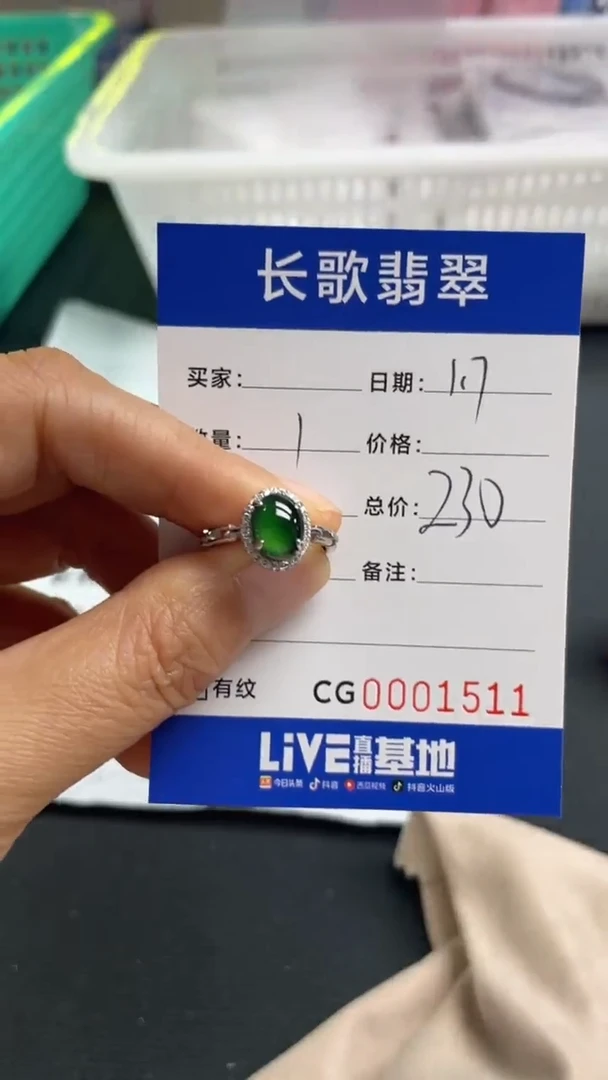 长歌翡翠
买家: 日期: 1.7
量: 1 价格:
总价: 230
备注:
有纹 CG0001511
LiVE直播基地
今日头条 抖音 西瓜视频 抖音火山版